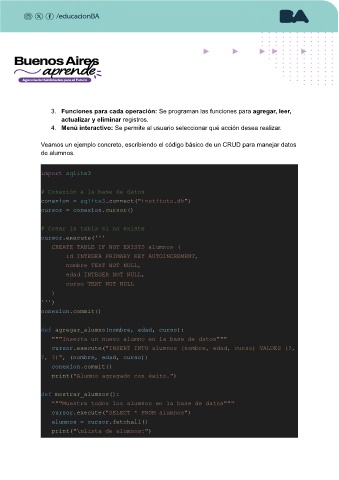 /educacionBA
BA
Buenos Aires
aprende
Agencia de Habilidades para el Futuro
3. Funciones para cada operación: Se programan las funciones para agregar, leer,
actualizar y eliminar registros.
4. Menú interactivo: Se permite al usuario seleccionar qué acción desea realizar.
Veamos un ejemplo concreto, escribiendo el código básico de un CRUD para manejar datos
de alumnos.
import sqlite3
# Conexión a la base de datos
conexion = sqlite3.connect("instituto.db")
cursor = conexion.cursor()
# Crear la tabla si no existe
cursor.execute('''
CREATE TABLE IF NOT EXISTS alumnos (
id INTEGER PRIMARY KEY AUTOINCREMENT,
nombre TEXT NOT NULL,
edad INTEGER NOT NULL,
curso TEXT NOT NULL
)
''')
conexion.commit()
def agregar_alumno(nombre, edad, curso):
"""Inserta un nuevo alumno en la base de datos"""
cursor.execute("INSERT INTO alumnos (nombre, edad, curso) VALUES (?,
?, ?)", (nombre, edad, curso))
conexion.commit()
print("Alumno agregado con éxito.")
def mostrar_alumnos():
"""Muestra todos los alumnos en la base de datos"""
cursor.execute("SELECT * FROM alumnos")
alumnos = cursor.fetchall()
print("\nLista de alumnos:")